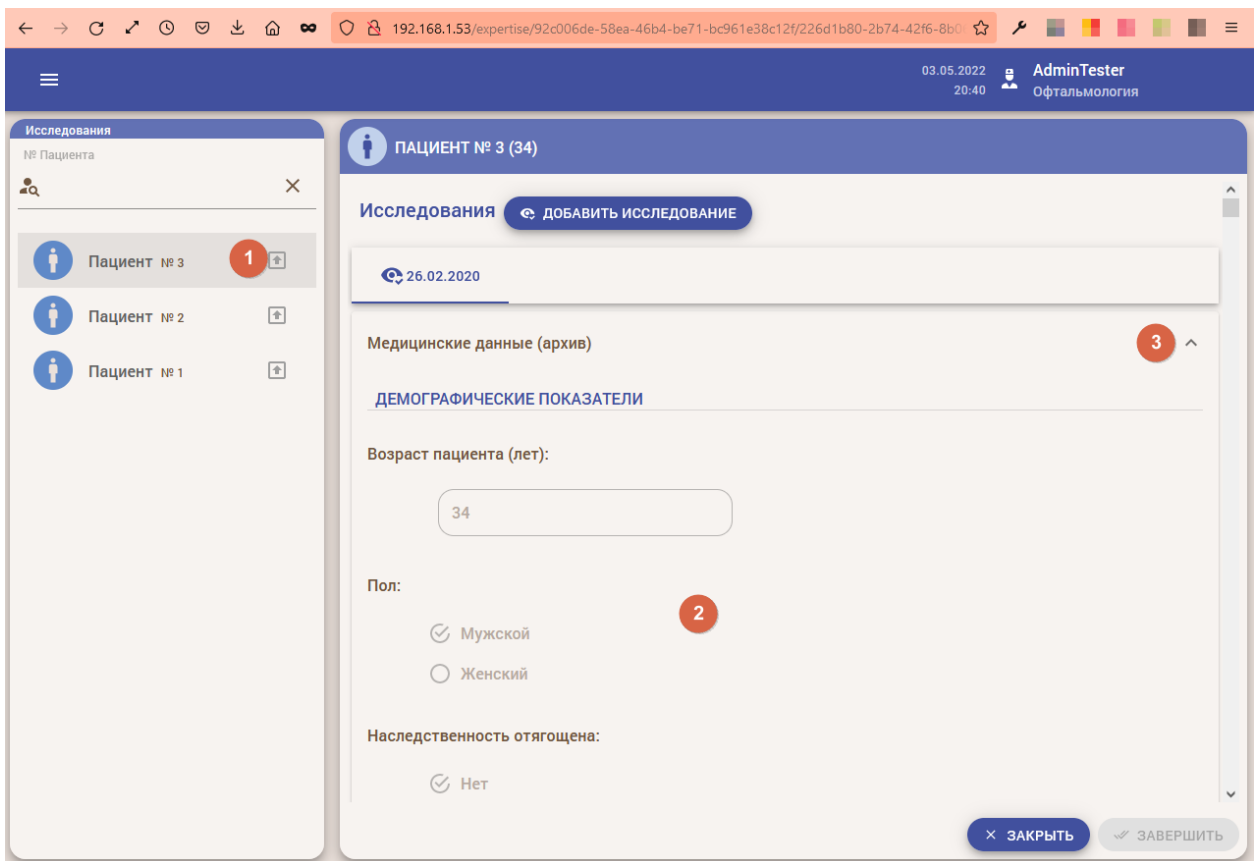 192.168.1.53/expertise/92c006de-58ea-46b4-be71-bc961e38c12f/226d1b80-2b74-42f6-8b0
03.05.2022
20:40
AdminTester
Офтальмология
Исследования
№ Пациента
Пациент № 3
1
Пациент № 2
Пациент № 1
ПАЦИЕНТ № 3 (34)
Исследования
ДОБАВИТЬ ИССЛЕДОВАНИЕ
26.02.2020
Медицинские данные (архив)
3
ДЕМОГРАФИЧЕСКИЕ ПОКАЗАТЕЛИ
Возраст пациента (лет):
34
Пол:
2
Мужской
Женский
Наследственность отягощена:
Нет
ЗАКРЫТЬ
ЗАВЕРШИТЬ